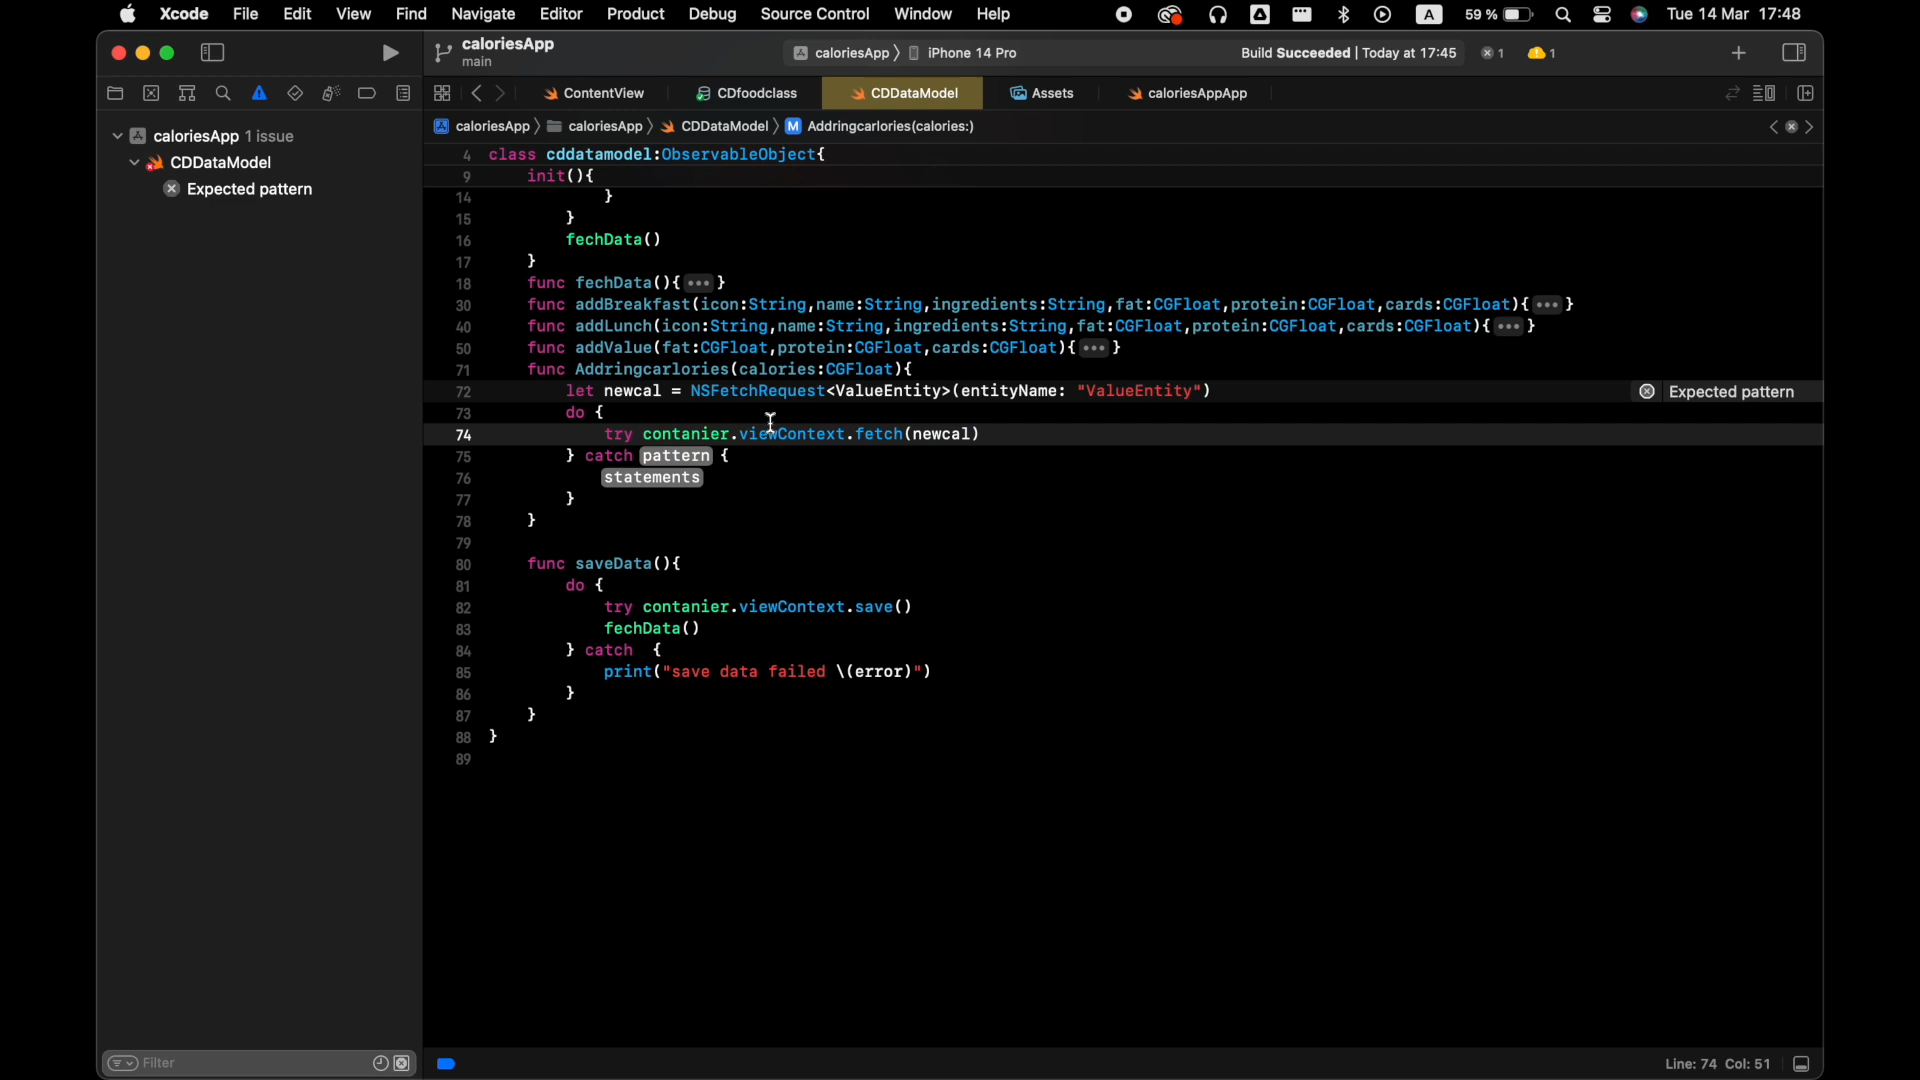 Xcode File Edit View Find Navigate Editor Product Debug Source Control Window Help A 59 % Tue 14 Mar 17:48
caloriesApp
main
caloriesApp 〉 iPhone 14 Pro
Build Succeeded | Today at 17:45 1 1
ContentView CDfoodclass CDDataModel Assets caloriesAppApp
caloriesApp 〉 caloriesApp 〉 CDDataModel 〉 M Addringcarlories(calories:)
caloriesApp 1 issue
CDDataModel
Expected pattern
4 class cddatamodel:ObservableObject{
9 init(){
14 }
15 }
16 fechData()
17 }
18 func fechData(){ ••• }
30 func addBreakfast(icon:String,name:String,ingredients:String,fat:CGFloat,protein:CGFloat,cards:CGFloat){ ••• }
40 func addLunch(icon:String,name:String,ingredients:String,fat:CGFloat,protein:CGFloat,cards:CGFloat){ ••• }
50 func addValue(fat:CGFloat,protein:CGFloat,cards:CGFloat){ ••• }
71 func Addringcarlories(calories:CGFloat){
72 let newcal = NSFetchRequest<ValueEntity>(entityName: "ValueEntity") Expected pattern
73 do {
74 try contanier.viewContext.fetch(newcal)
75 } catch pattern {
76 statements
77 }
78 }
79
80 func saveData(){
81 do {
82 try contanier.viewContext.save()
83 fechData()
84 } catch {
85 print("save data failed \(error)")
86 }
87 }
88 }
89
Filter
Line: 74 Col: 51